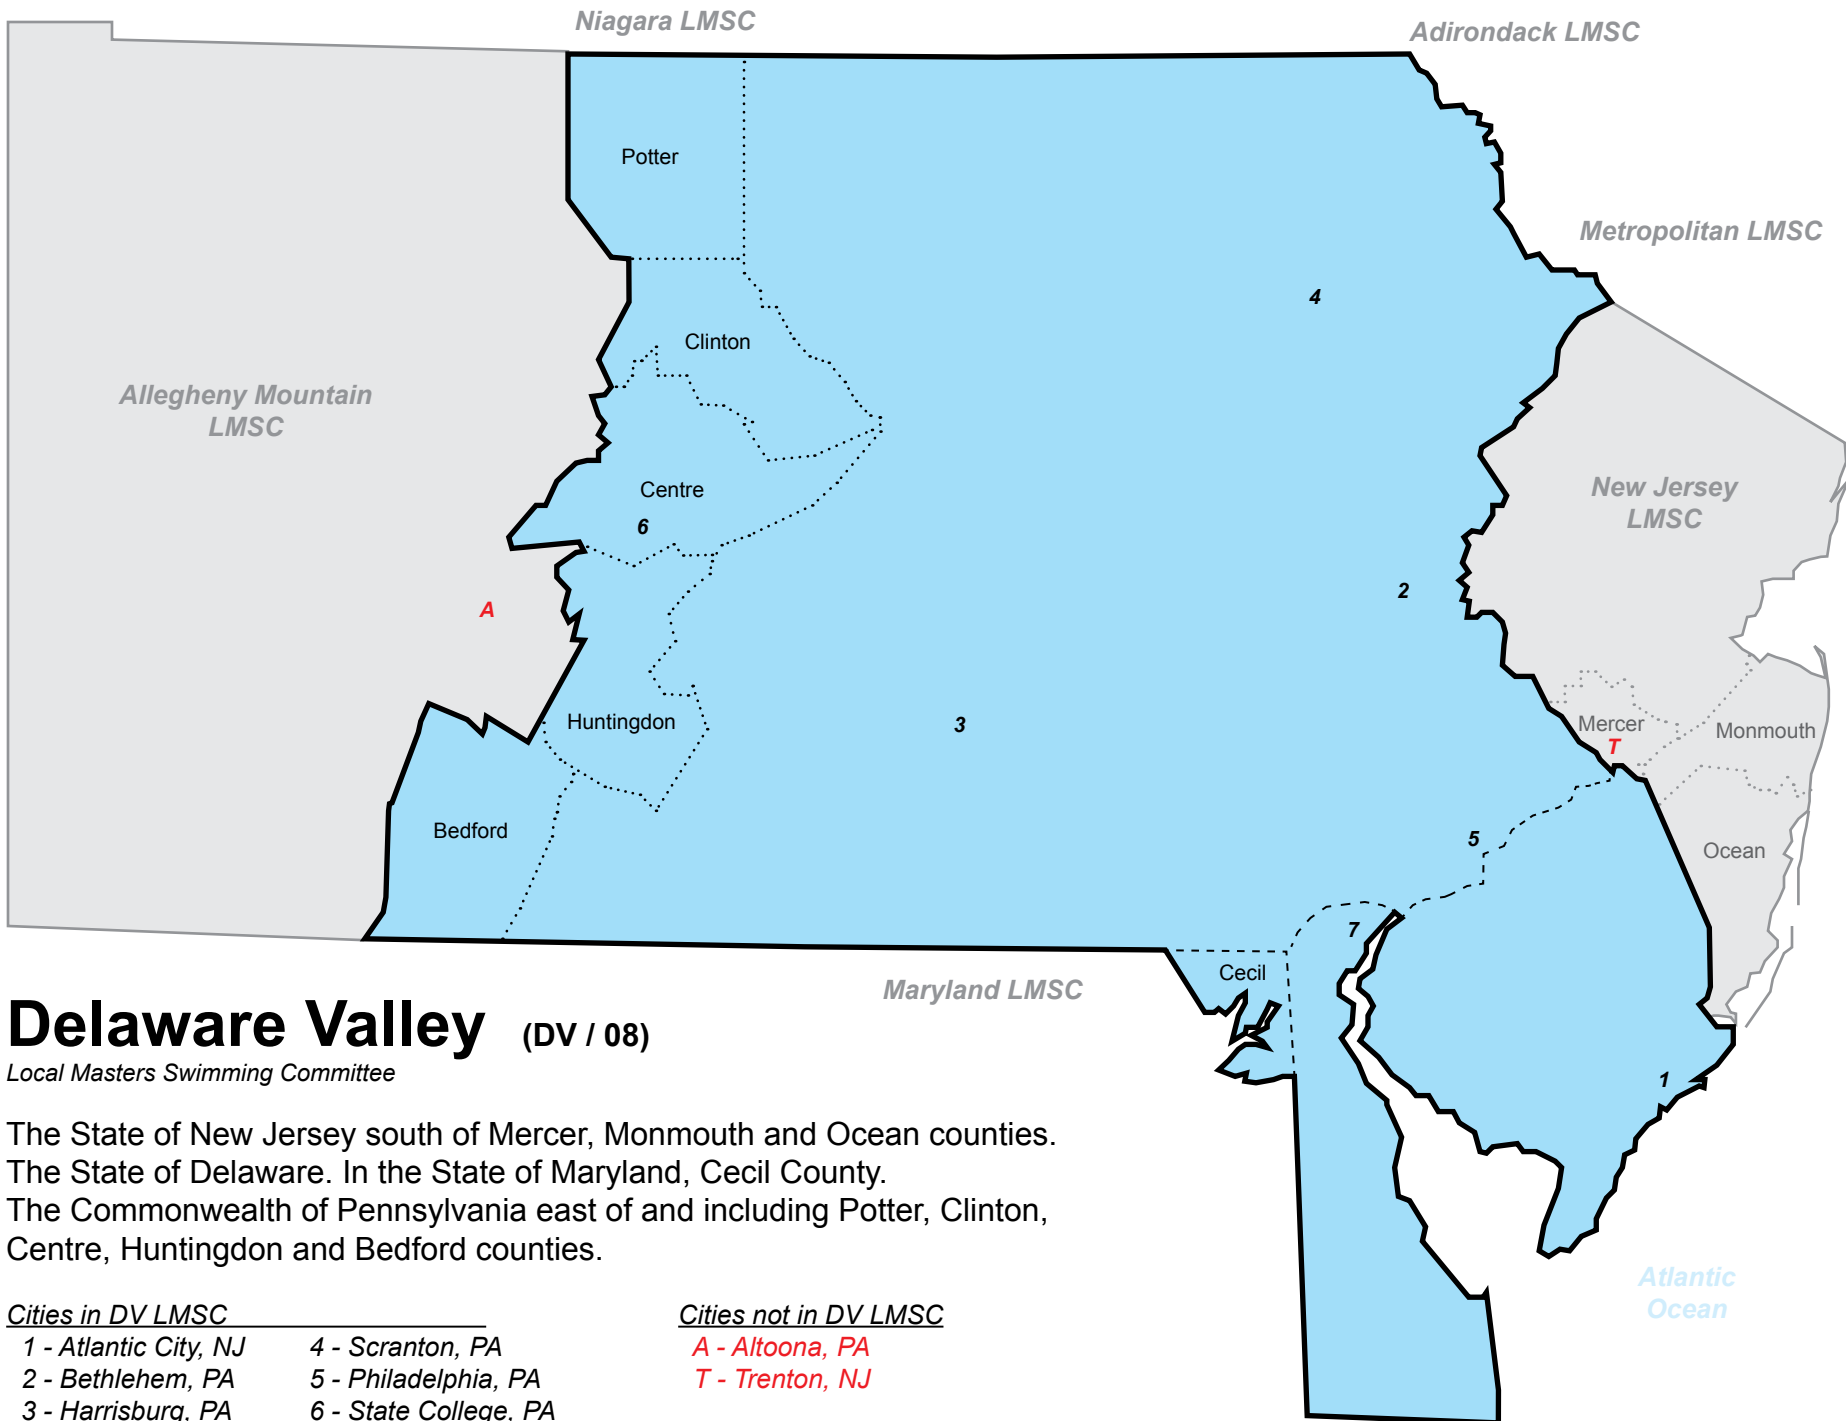 Niagara LMSC
Adirondack LMSC
Potter
Metropolitan LMSC
4
Clinton
Allegheny Mountain
LMSC
Centre
6
New Jersey
LMSC
A
2
Huntingdon
3
Mercer
T
Monmouth
Bedford
5
Ocean
7
Cecil
Maryland LMSC
1
Delaware Valley (DV / 08)
Local Masters Swimming Committee
The State of New Jersey south of Mercer, Monmouth and Ocean counties.
The State of Delaware. In the State of Maryland, Cecil County.
The Commonwealth of Pennsylvania east of and including Potter, Clinton,
Centre, Huntingdon and Bedford counties.
Atlantic
Ocean
Cities in DV LMSC
1 - Atlantic City, NJ
2 - Bethlehem, PA
3 - Harrisburg, PA
4 - Scranton, PA
5 - Philadelphia, PA
6 - State College, PA
Cities not in DV LMSC
A - Altoona, PA
T - Trenton, NJ